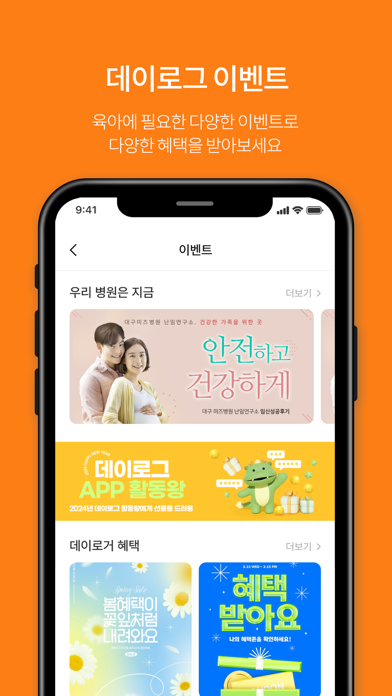 데이로그 이벤트
육아에 필요한 다양한 이벤트로
다양한 혜택을 받아보세요
9:41
이벤트
우리 병원은 지금
더보기
대구미즈병원 난임연구소, 건강한 가족을 위한 곳
안전하고
건강하게
대구 미즈병원 난임연구소 임신성공후기
데이로그
APP 활동왕
2024년 데이로그 활동왕에게 선물을 드려용
데이로거 혜택
더보기
Spring Sale
봄혜택이
꽃잎처럼
내려와요
혜택
받아요
나의 혜택존을 확인하세요!